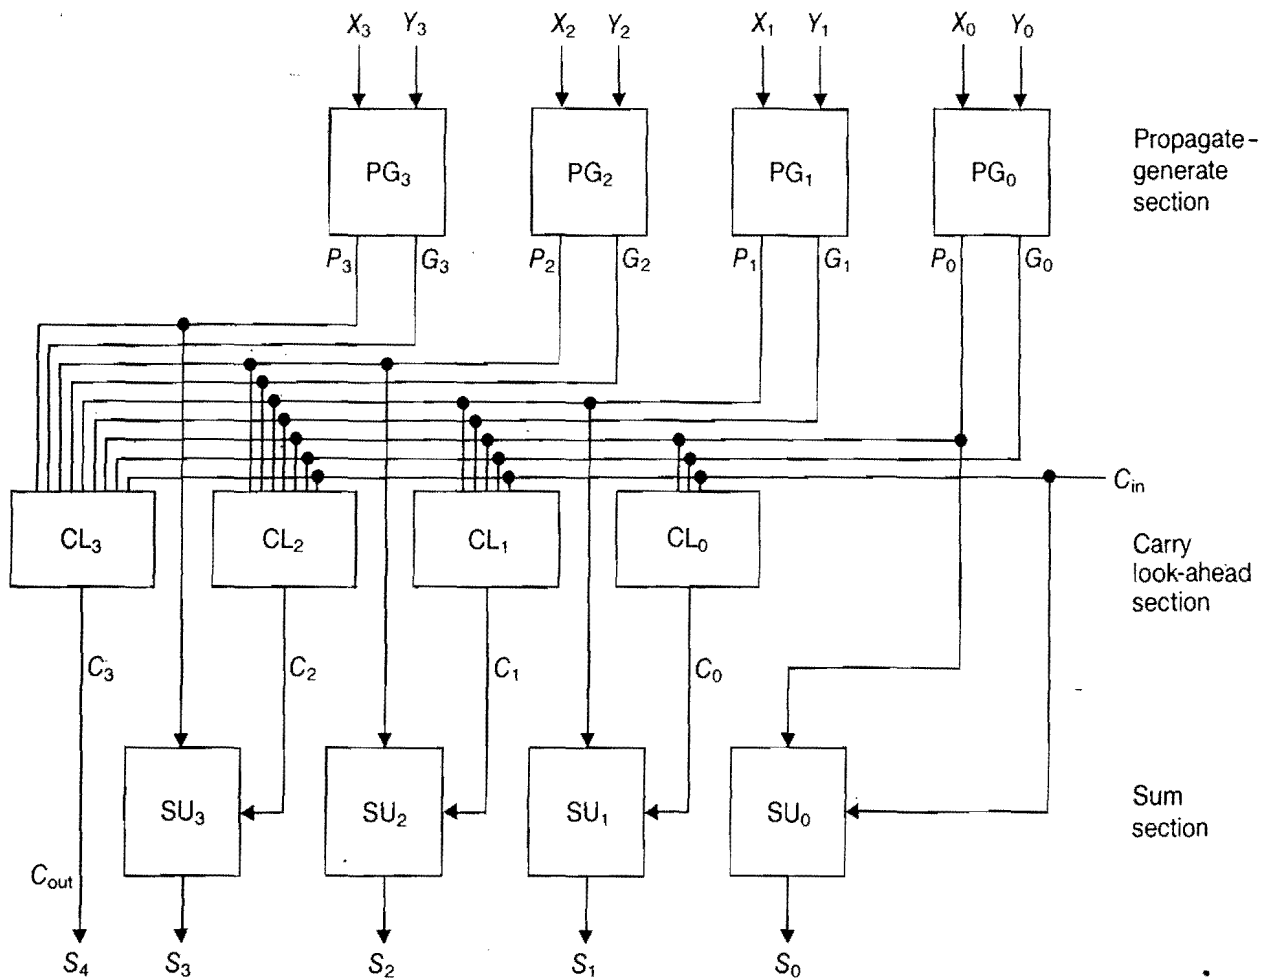 X₃ Y₃ X₂ Y₂ X₁ Y₁ X₀ Y₀
PG₃ PG₂ PG₁ PG₀
Propagate-
generate
section
P₃ G₃ P₂ G₂ P₁ G₁ P₀ G₀
C_in
CL₃ CL₂ CL₁ CL₀
Carry
look-ahead
section
C₃ C₂ C₁ C₀
SU₃ SU₂ SU₁ SU₀
Sum
section
C_out
S₄ S₃ S₂ S₁ S₀